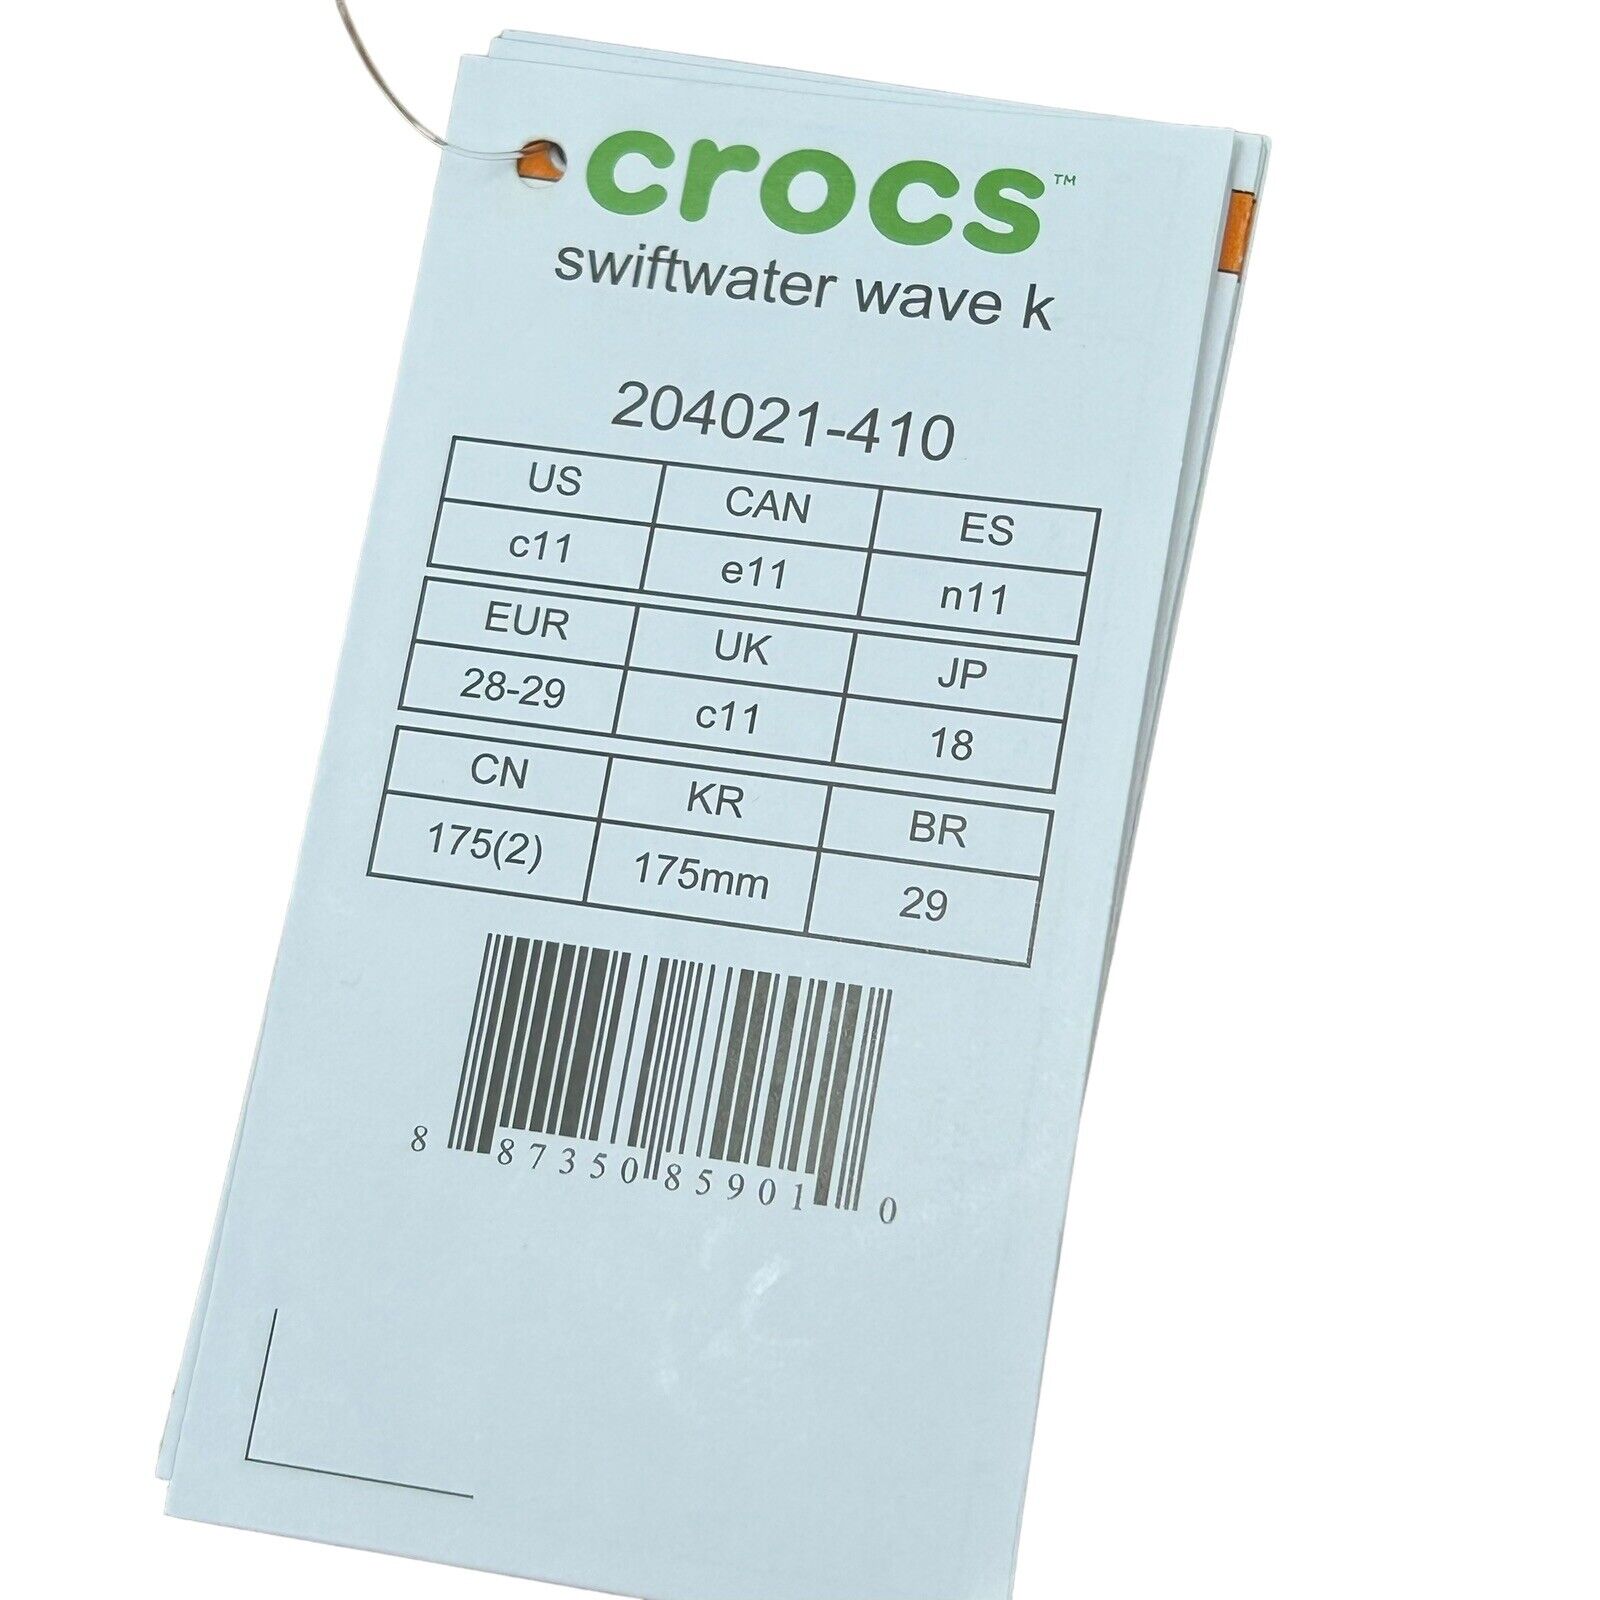 crocs™
swiftwater wave k
204021-410
US CAN ES
c11 e11 n11
EUR UK JP
28-29 c11 18
CN KR BR
175(2) 175mm 29
8 87350 85901 0